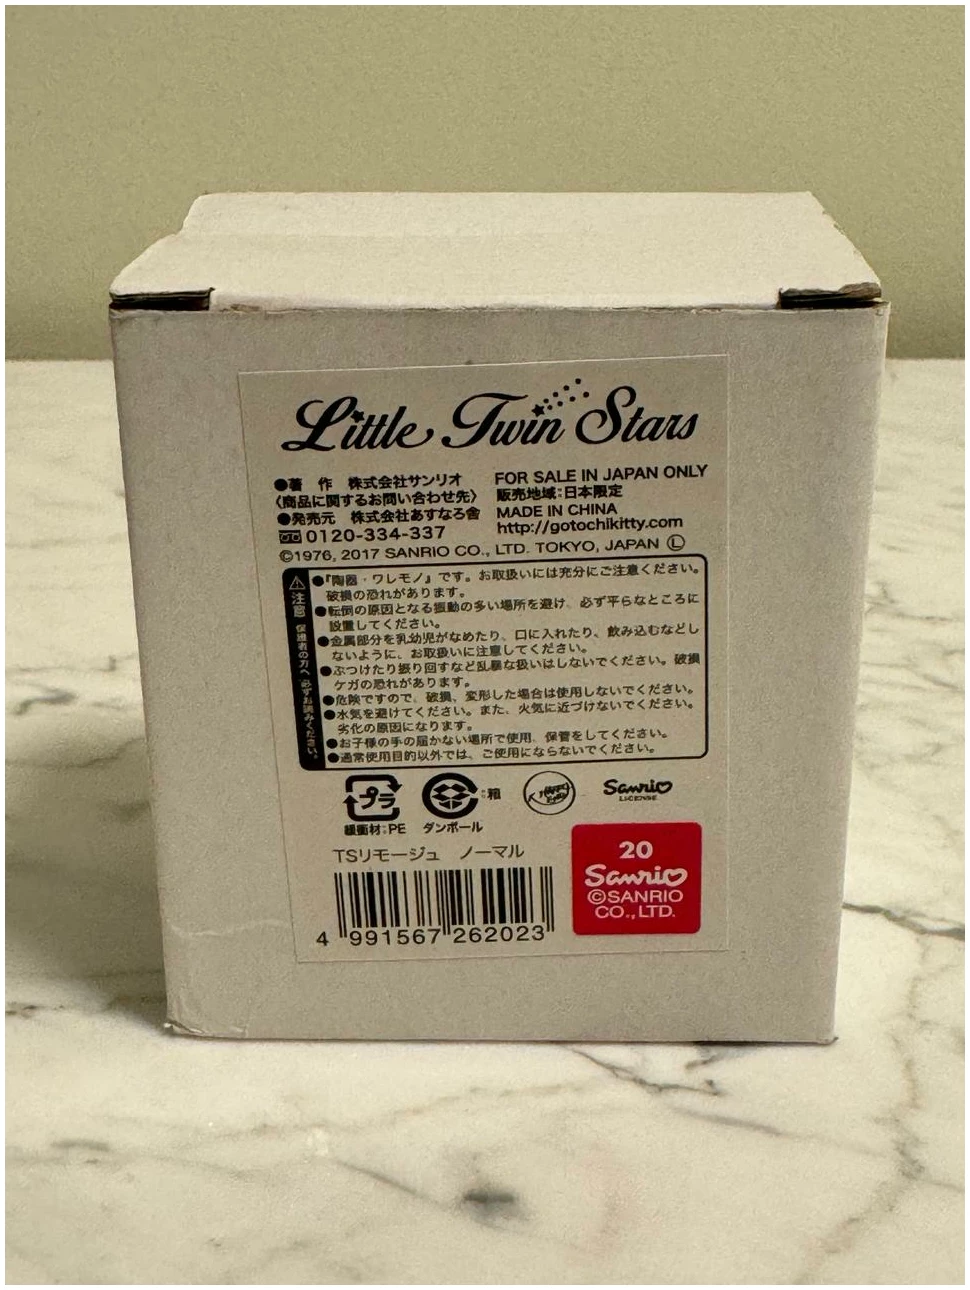 Little Twin Stars
●著　作　株式会社サンリオ
〈商品に関するお問い合わせ先〉
●発売元　株式会社あすなろ舎
0120-334-337
FOR SALE IN JAPAN ONLY
販売地域:日本限定
MADE IN CHINA
http://gotochikitty.com
©1976, 2017 SANRIO CO., LTD. TOKYO, JAPAN Ⓛ
⚠注意 保護者の方へ 必ずお読みください。
●『陶器・ワレモノ』です。お取扱いには充分にご注意ください。
破損の恐れがあります。
●転倒の原因となる振動の多い場所を避け、必ず平らなところに
設置してください。
●金属部分を乳幼児がなめたり、口に入れたり、飲み込むなどし
ないように、お取扱いに注意してください。
●ぶつけたり振り回すなど乱暴な扱いはしないでください。破損
ケガの恐れがあります。
●危険ですので、破損、変形した場合は使用しないでください。
●水気を避けてください。また、火気に近づけないでください。
劣化の原因になります。
●お子様の手の届かない場所で使用、保管をしてください。
●通常使用目的以外では、ご使用にならないでください。
プラ
:箱
Sanrio
LICENSE
緩衝材:PE
ダンボール
TSリモージュ　ノーマル
4 991567 262023
20
Sanrio
©SANRIO
CO.,LTD.